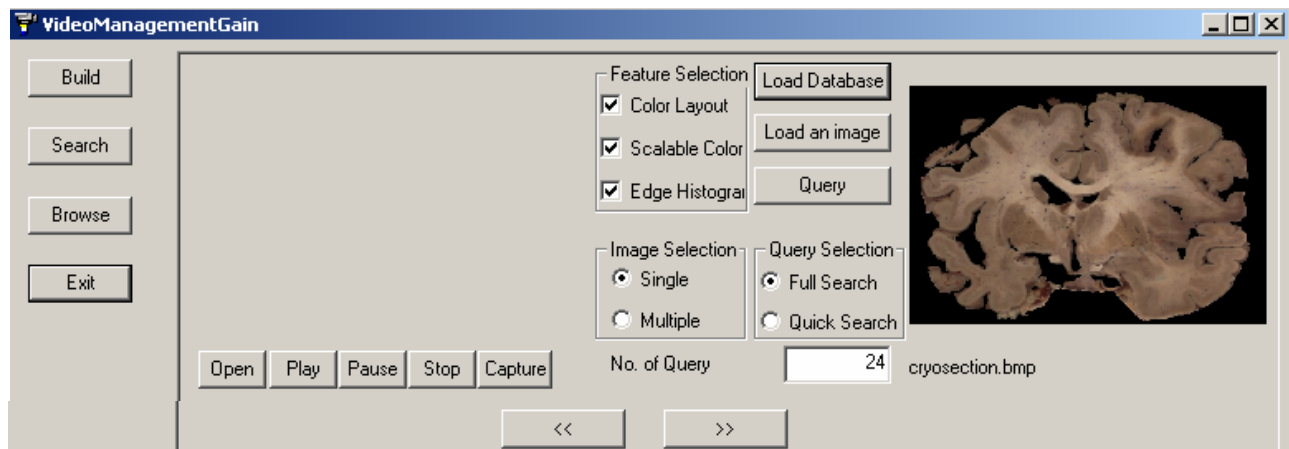 VideoManagementGain
Build
Search
Browse
Exit
Feature Selection
Color Layout
Scalable Color
Edge Histogra
Load Database
Load an image
Query
Image Selection
Single
Multiple
Query Selection
Full Search
Quick Search
Open Play Pause Stop Capture
No. of Query 24 cryosection.bmp
<< >>